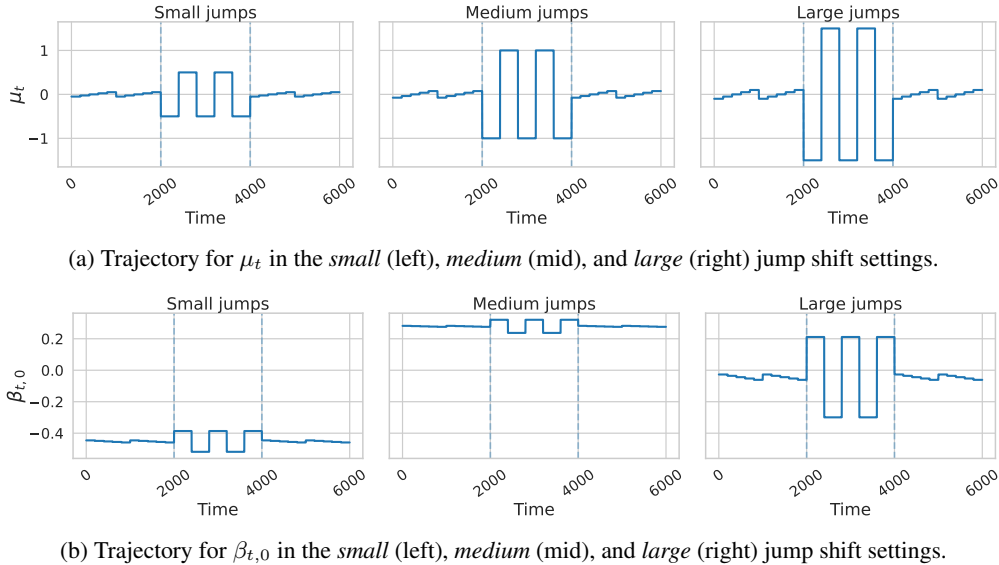 Small jumps
Medium jumps
Large jumps
1
0
−1
μt
0
2000
4000
6000
0
2000
4000
6000
0
2000
4000
6000
Time
Time
Time
(a) Trajectory for μt in the small (left), medium (mid), and large (right) jump shift settings.
Small jumps
Medium jumps
Large jumps
0.2
0.0
−0.2
−0.4
βt, 0
0
2000
4000
6000
0
2000
4000
6000
0
2000
4000
6000
Time
Time
Time
(b) Trajectory for βt,0 in the small (left), medium (mid), and large (right) jump shift settings.